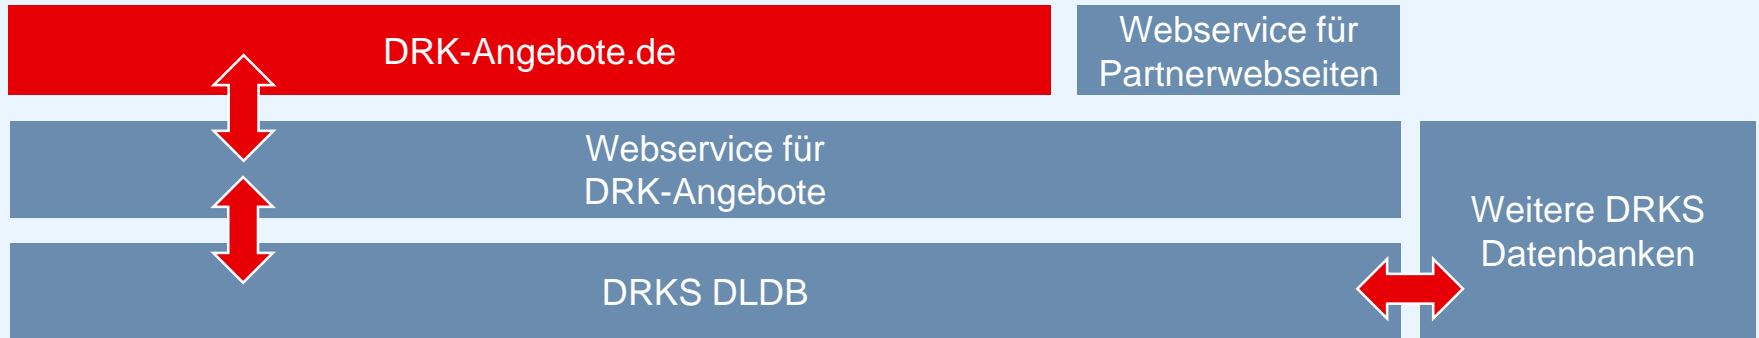 DRK-Angebote.de
Webservice für
Partnerwebseiten
Webservice für
DRK-Angebote
Weitere DRKS
Datenbanken
DRKS DLDB